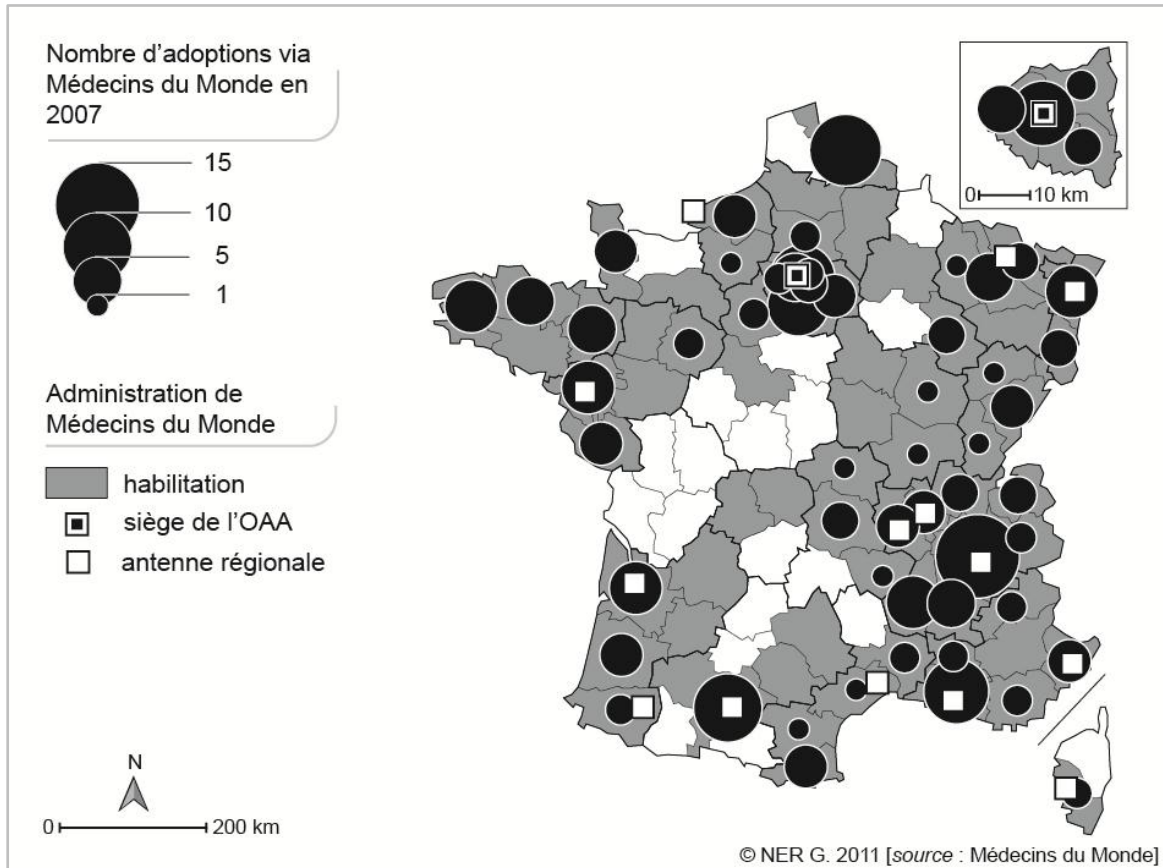 Nombre d'adoptions via
Médecins du Monde en
2007
15
10
5
1
Administration de
Médecins du Monde
habilitation
siège de l'OAA
antenne régionale
N
0 200 km
0 10 km
© NER G. 2011 [source : Médecins du Monde]